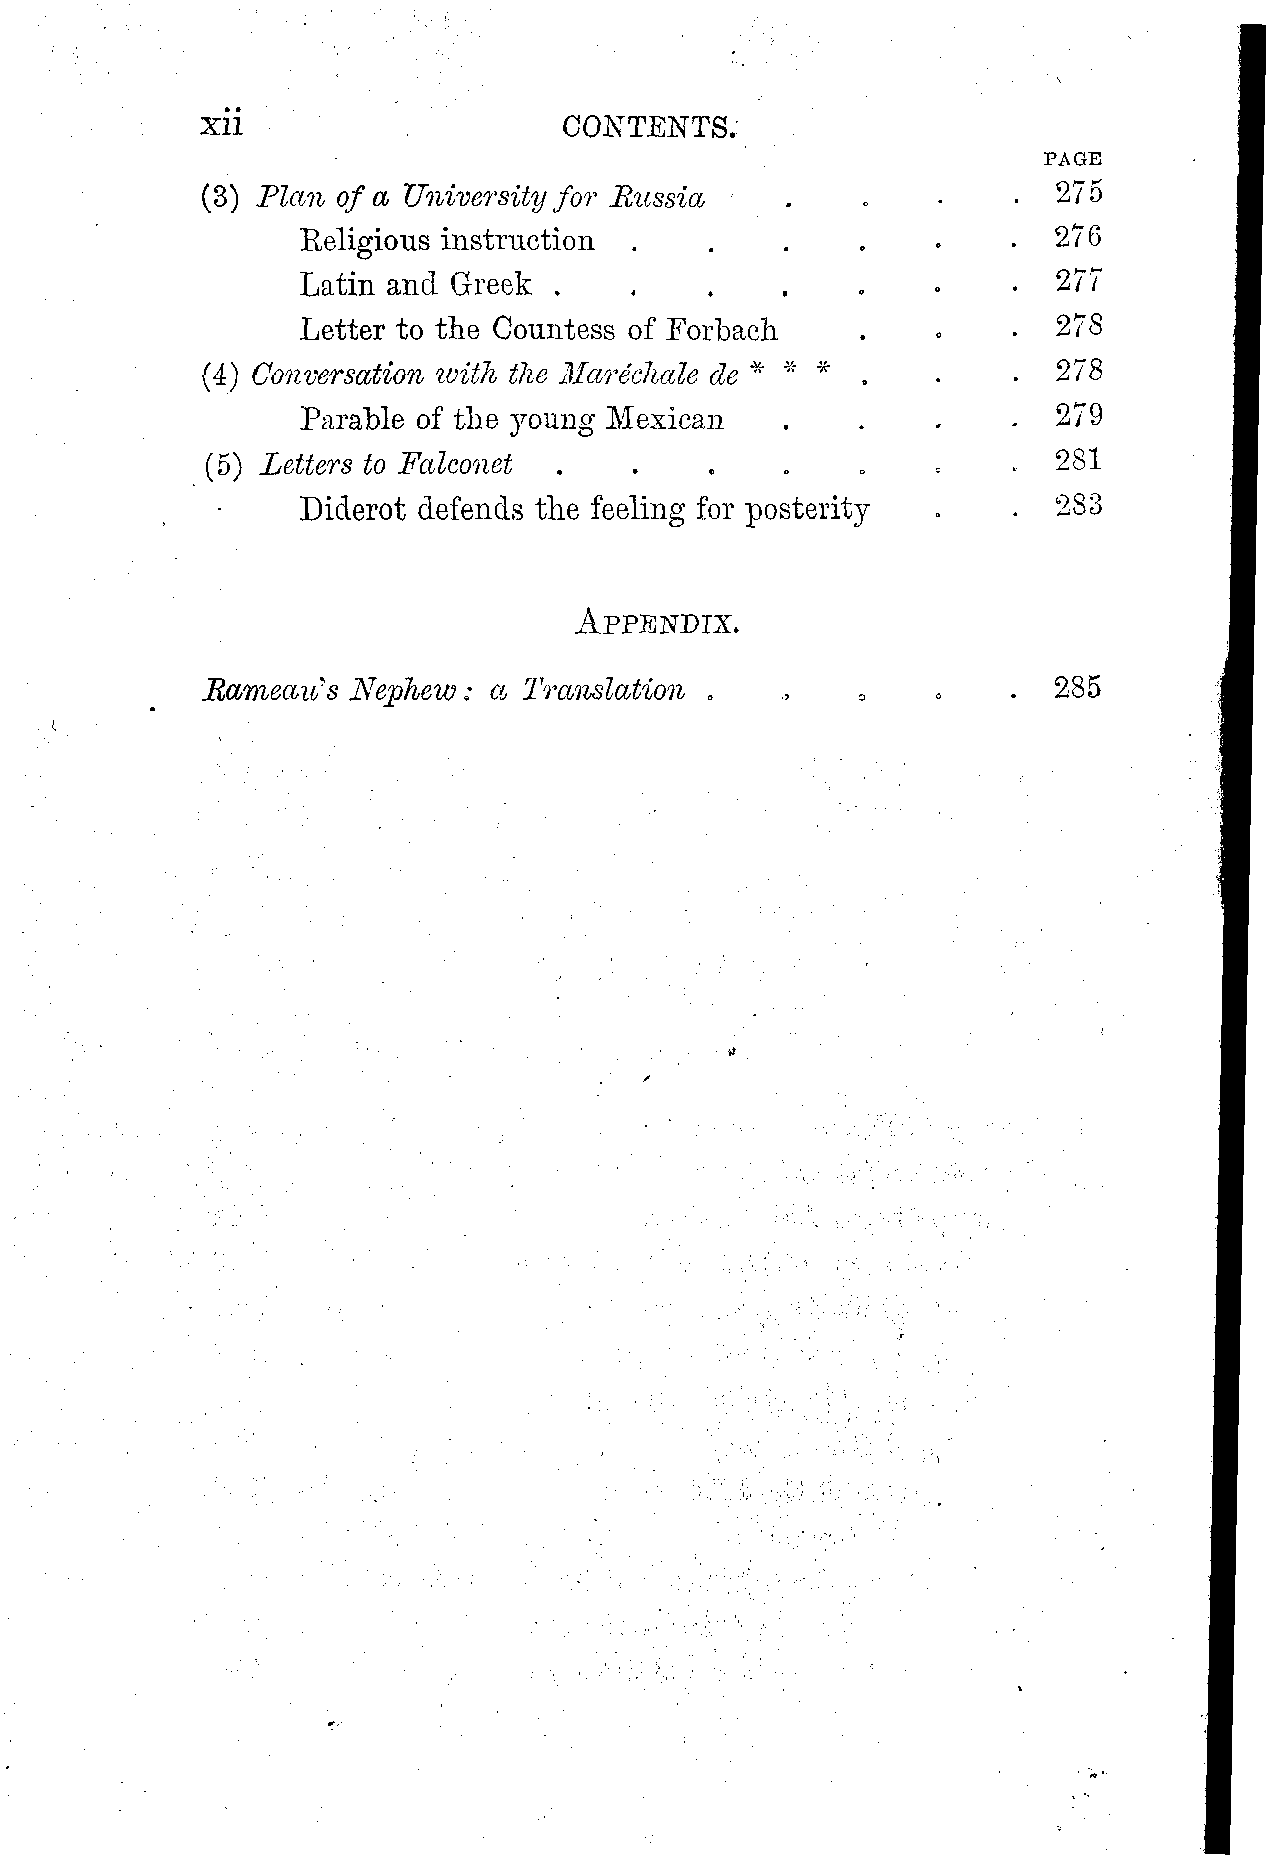 xii CONTENTS.
PAGE
(3) Plan of a University for Russia . . . . 275
Religious instruction . . . . . . 276
Latin and Greek . . . . . . . 277
Letter to the Countess of Forbach . . . 278
(4) Conversation with the Maréchale de * * * . . . 278
Parable of the young Mexican . . . . 279
(5) Letters to Falconet . . . . . . . 281
Diderot defends the feeling for posterity . . 283
APPENDIX.
Rameau's Nephew: a Translation . . . . . 285